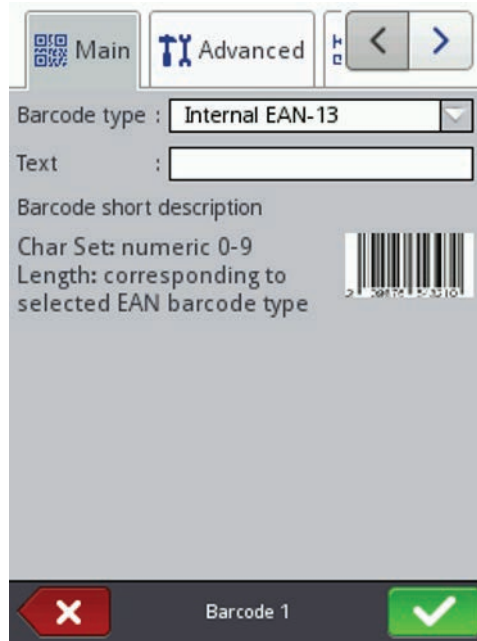 Main
Advanced
Barcode type : Internal EAN-13
Text :
Barcode short description
Char Set: numeric 0-9
Length: corresponding to
selected EAN barcode type
Barcode 1